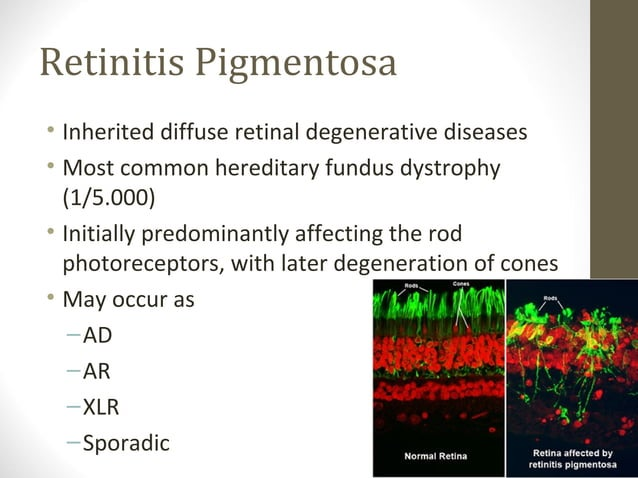 Retinitis Pigmentosa
• Inherited diffuse retinal degenerative diseases
• Most common hereditary fundus dystrophy
(1/5.000)
• Initially predominantly affecting the rod
photoreceptors, with later degeneration of cones
• May occur as
–AD
–AR
–XLR
–Sporadic
Rods Cones
Normal Retina
Rods
Retina affected by
retinitis pigmentosa